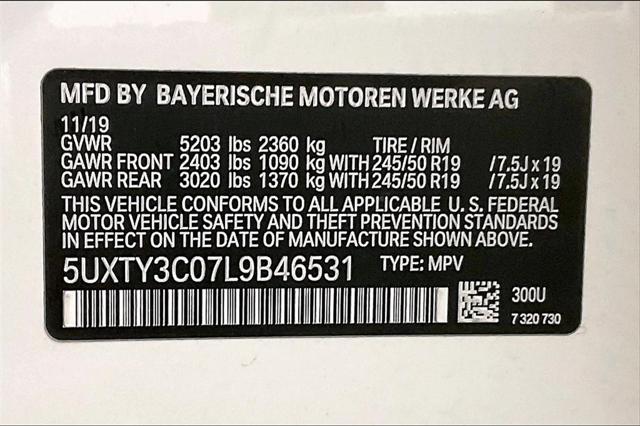 MFD BY BAYERISCHE MOTOREN WERKE AG
11/19
GVWR 5203 lbs 2360 kg TIRE / RIM
GAWR FRONT 2403 lbs 1090 kg WITH 245/50 R19 /7.5J x 19
GAWR REAR 3020 lbs 1370 kg WITH 245/50 R19 /7.5J x 19
THIS VEHICLE CONFORMS TO ALL APPLICABLE U. S. FEDERAL
MOTOR VEHICLE SAFETY AND THEFT PREVENTION STANDARDS
IN EFFECT ON THE DATE OF MANUFACTURE SHOWN ABOVE.
5UXTY3C07L9B46531 TYPE: MPV
300U
7 320 730